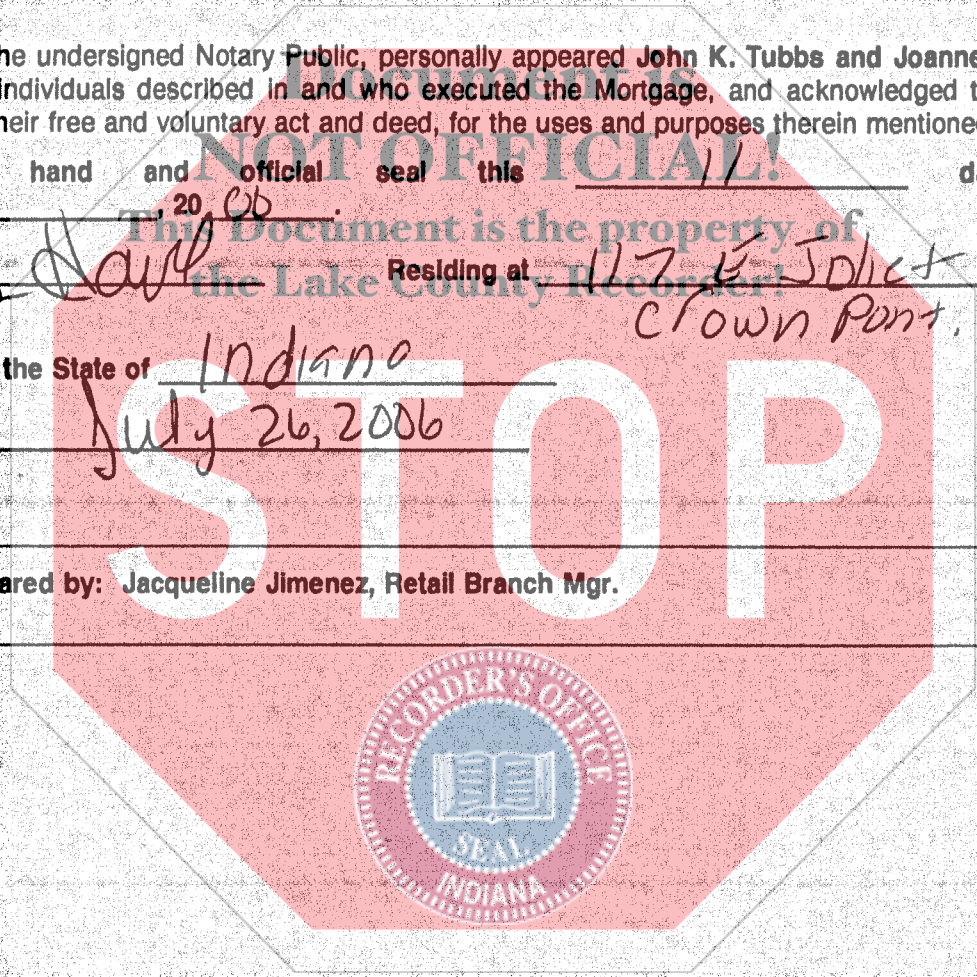 he undersigned Notary Public, personally appeared John K. Tubbs and Joanne
individuals described in and who executed the Mortgage, and acknowledged t
heir free and voluntary act and deed, for the uses and purposes therein mentione
hand and official seal this 11 d
, 20 06 .
Residing at 117 E Joliet
Crown Point.
the State of Indiana
July 26, 2006
ared by: Jacqueline Jimenez, Retail Branch Mgr.
Document is
NOT OFFICIAL!
This Document is the property of
the Lake County Recorder!
STOP
RECORDER'S OFFICE
SEAL
INDIANA